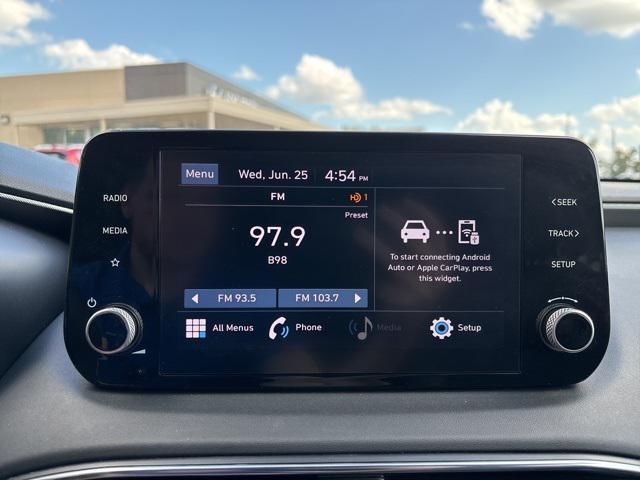 Menu Wed, Jun. 25 4:54 PM
RADIO
MEDIA
FM HD 1
Preset
97.9
B98
FM 93.5 FM 103.7
To start connecting Android
Auto or Apple CarPlay, press
this widget.
All Menus Phone Media Setup
< SEEK
TRACK >
SETUP